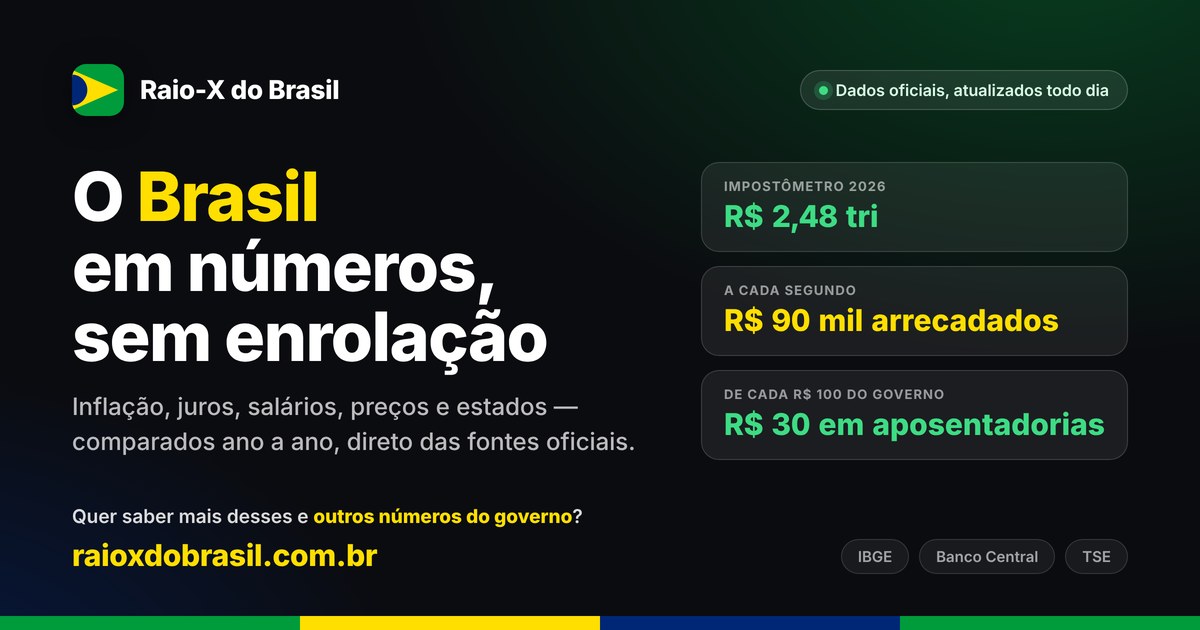 Raio-X do Brasil
Dados oficiais, atualizados todo dia
O Brasil
em números,
sem enrolação
Inflação, juros, salários, preços e estados —
comparados ano a ano, direto das fontes oficiais.
IMPOSTÔMETRO 2026
R$ 2,48 tri
A CADA SEGUNDO
R$ 90 mil arrecadados
DE CADA R$ 100 DO GOVERNO
R$ 30 em aposentadorias
Quer saber mais desses e outros números do governo?
raioxdobrasil.com.br
IBGE
Banco Central
TSE